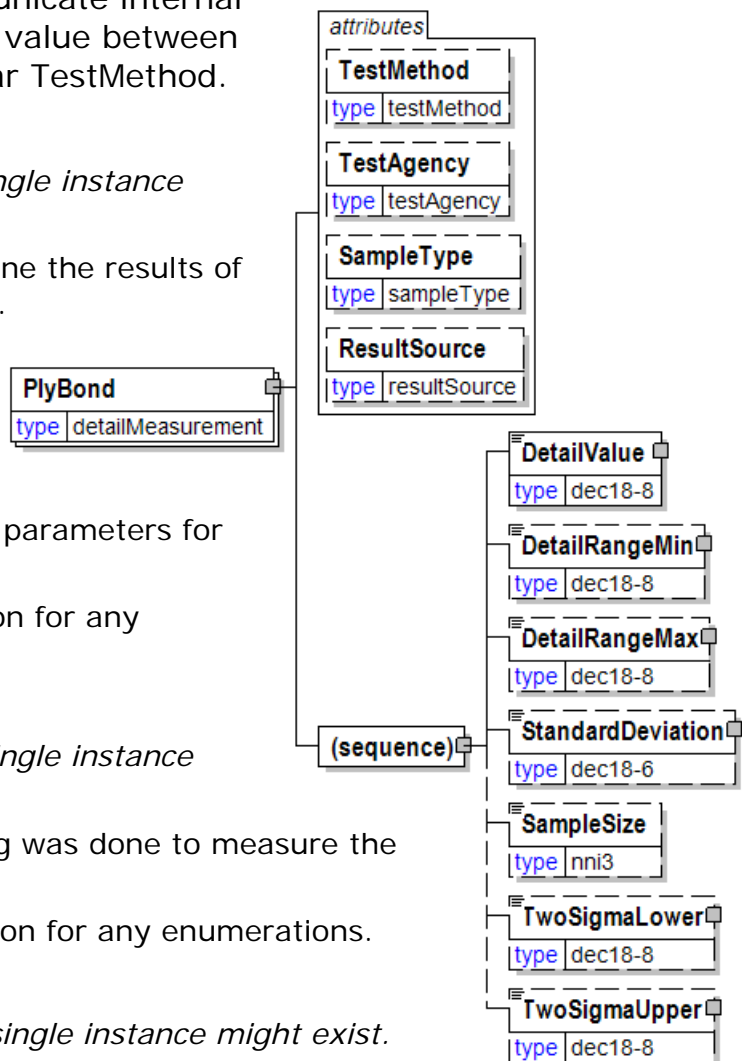 unicate internal
value between
ar TestMethod.
ngle instance
ne the results of
.
parameters for
on for any
ingle instance
g was done to measure the
on for any enumerations.
single instance might exist.
attributes
TestMethod
type testMethod
TestAgency
type testAgency
SampleType
type sampleType
ResultSource
type resultSource
PlyBond
type detailMeasurement
(sequence)
DetailValue
type dec18-8
DetailRangeMin
type dec18-8
DetailRangeMax
type dec18-8
StandardDeviation
type dec18-6
SampleSize
type nni3
TwoSigmaLower
type dec18-8
TwoSigmaUpper
type dec18-8